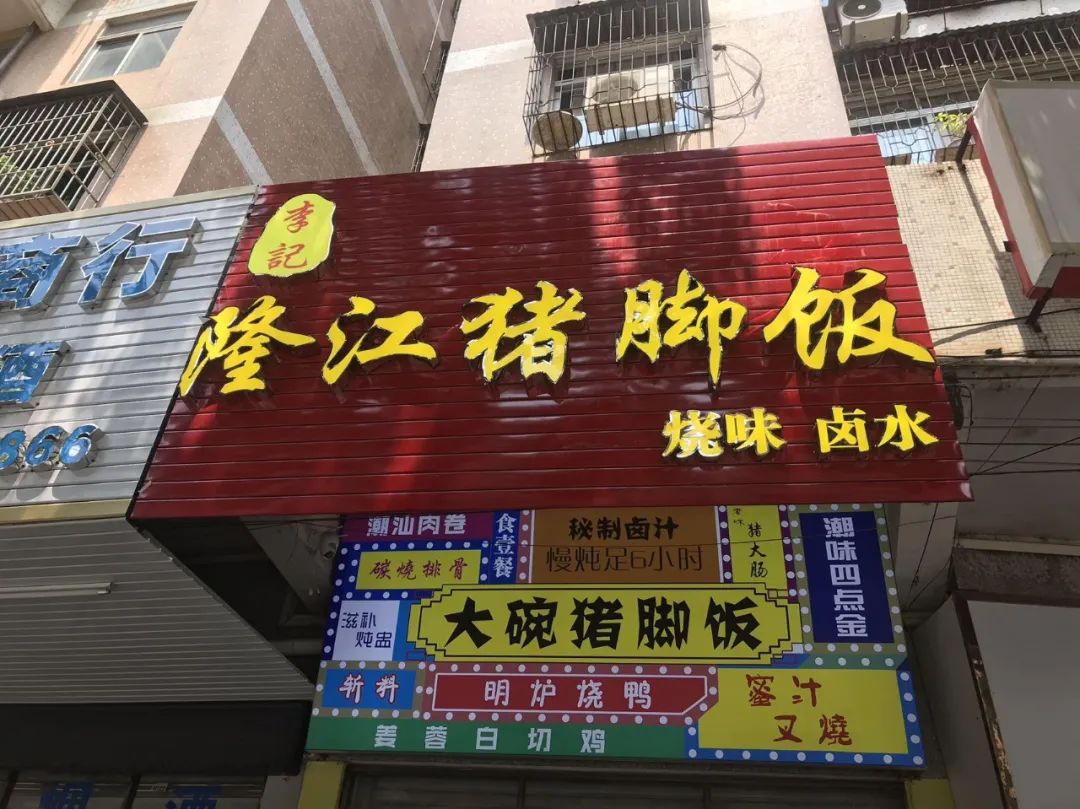 商行
酒
866
李記
隆江猪脚饭
烧味 卤水
潮汕肉卷
食壹餐
秘制卤汁
慢炖足6小时
猪大肠
潮味四点金
碳燒排骨
滋补
炖盅
大碗猪脚饭
斩料
明炉烧鸭
蜜汁
叉燒
姜蓉白切鸡